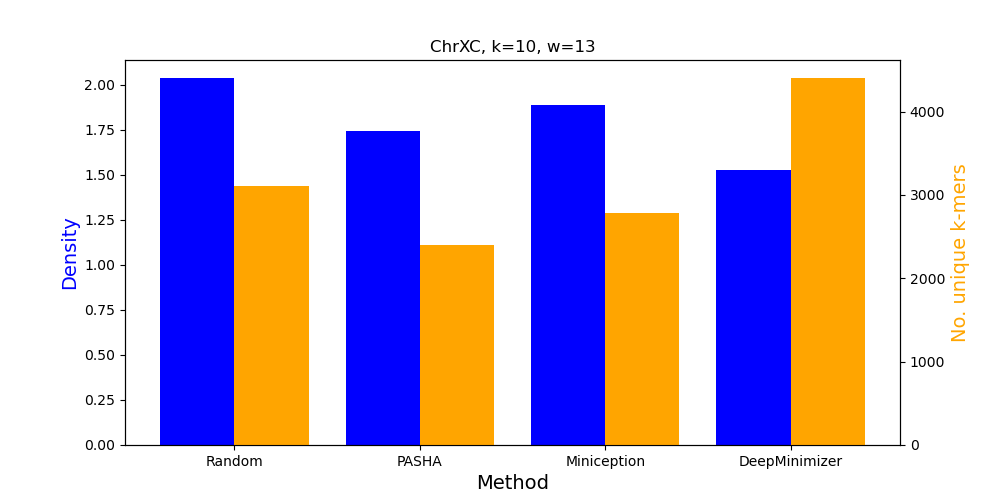 ChrXC, k=10, w=13
2.00
1.75
1.50
1.25
1.00
0.75
0.50
0.25
0.00
Density
4000
3000
2000
1000
0
No. unique k-mers
Random PASHA Miniception DeepMinimizer
Method